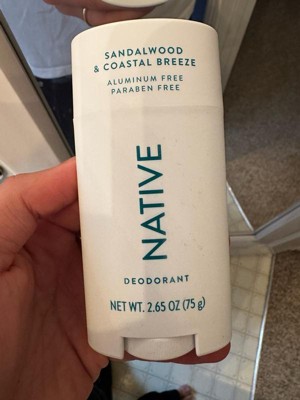 SANDALWOOD
& COASTAL BREEZE
ALUMINUM FREE
PARABEN FREE
NATIVE
DEODORANT
NET WT. 2.65 OZ (75 g)